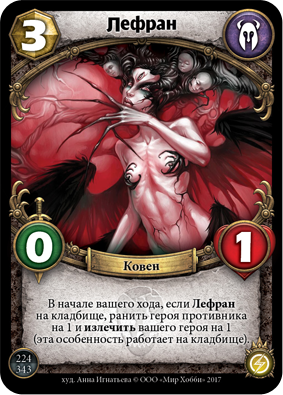 3
Лефран
0
1
Ковен
В начале вашего хода, если Лефран
на кладбище, ранить героя противника
на 1 и излечить вашего героя на 1
(эта особенность работает на кладбище).
224
343
худ. Анна Игнатьева © ООО «Мир Хобби» 2017